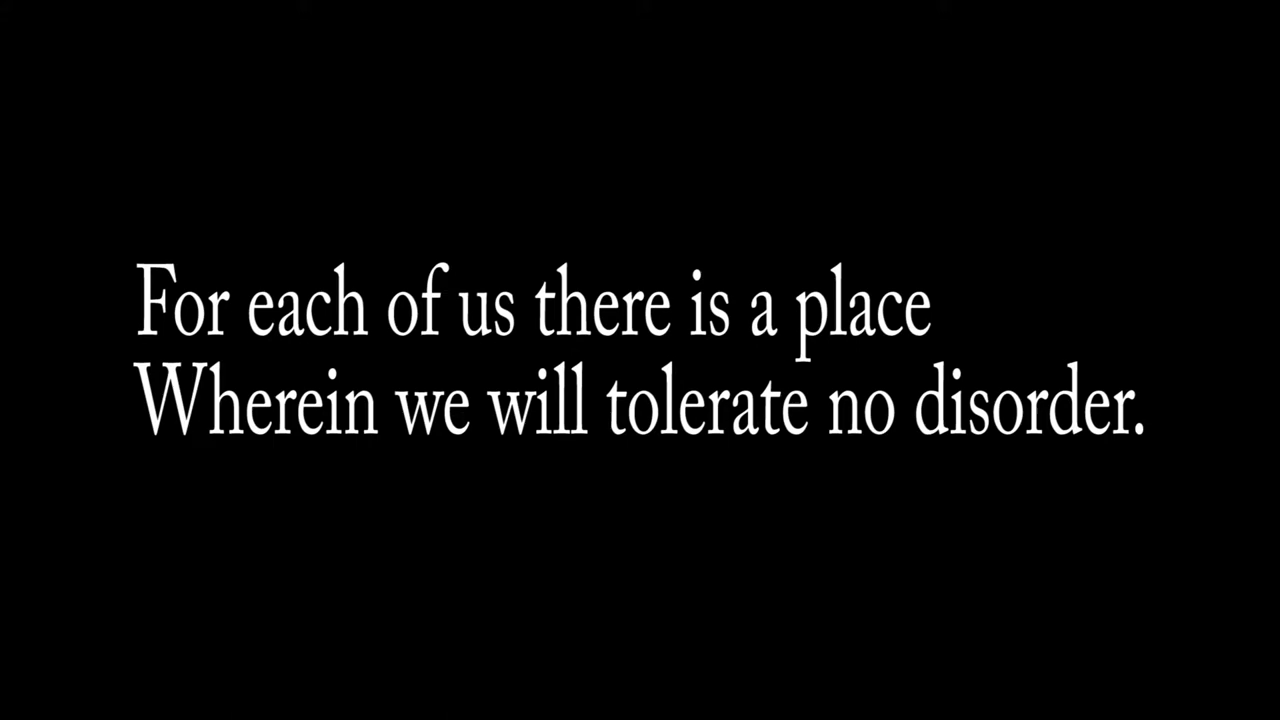 For each of us there is a place
Wherein we will tolerate no disorder.